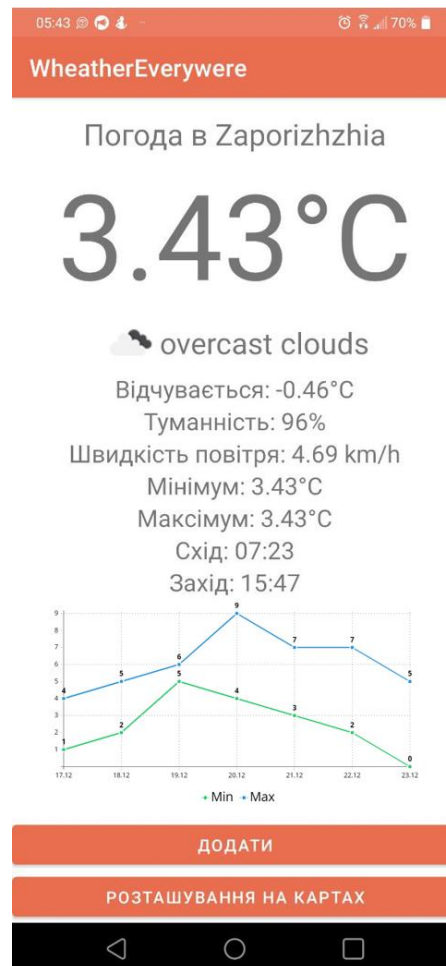 05:43 70%
WheatherEverywere
Погода в Zaporizhzhia
3.43°C
overcast clouds
Відчувається: -0.46°C
Туманність: 96%
Швидкість повітря: 4.69 km/h
Мінімум: 3.43°C
Максімум: 3.43°C
Схід: 07:23
Захід: 15:47
9
8
7
6
5
4
3
2
1
4 5 6 9 7 7 5
1 2 5 4 3 2 0
17.12 18.12 19.12 20.12 21.12 22.12 23.12
Min Max
ДОДАТИ
РОЗТАШУВАННЯ НА КАРТАХ